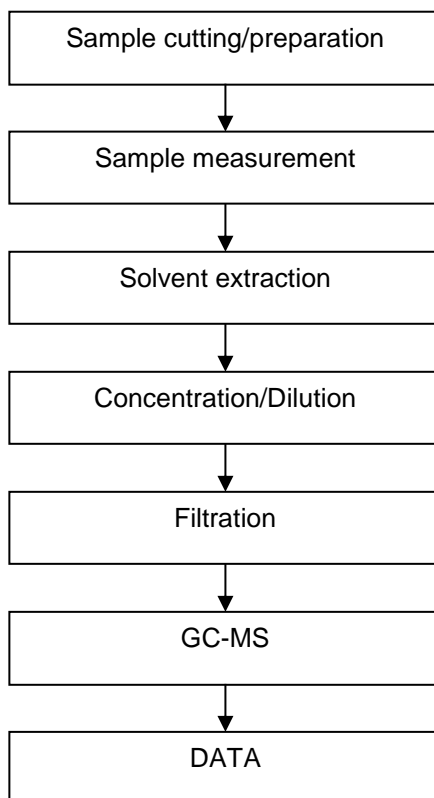 Sample cutting/preparation
Sample measurement
Solvent extraction
Concentration/Dilution
Filtration
GC-MS
DATA